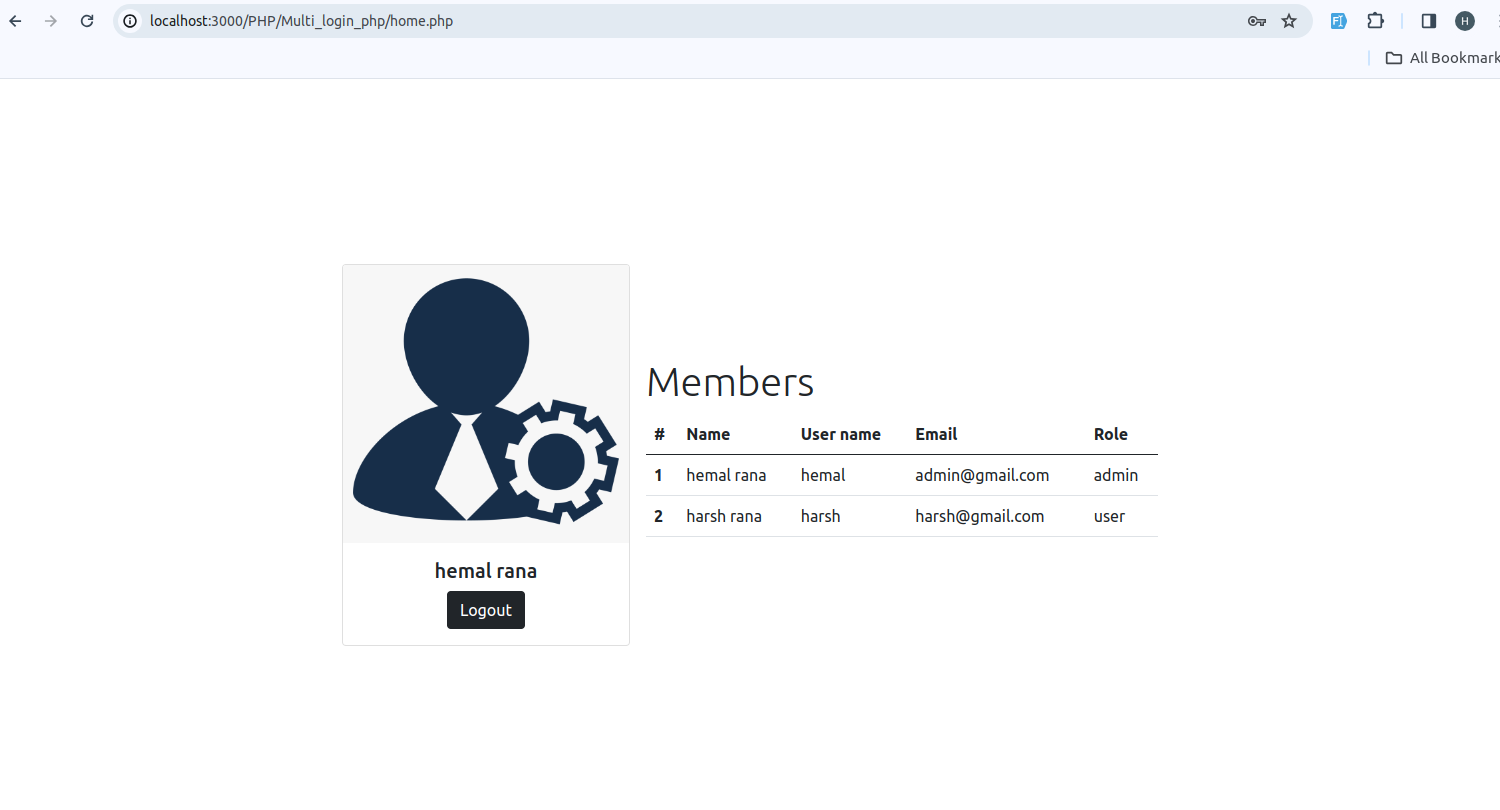 localhost:3000/PHP/Multi_login_php/home.php
H
All Bookmark
hemal rana
Logout
Members
# Name User name Email Role
1 hemal rana hemal admin@gmail.com admin
2 harsh rana harsh harsh@gmail.com user